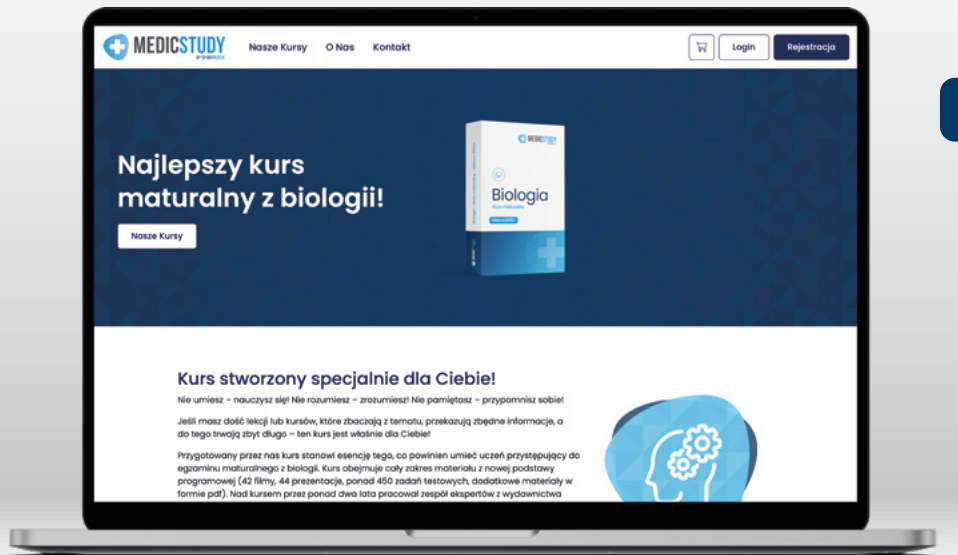 MEDICSTUDY
Nasze Kursy
O Nas
Kontakt
Login
Rejestracja
Najlepszy kurs
maturalny z biologii!
Nasze Kursy
MEDICSTUDY
Biologia
Kurs maturalny
Kurs stworzony specjalnie dla Ciebie!
Nie umiesz – nauczysz się! Nie rozumiesz – zrozumiesz! Nie pamiętasz – przypomnisz sobie!
Jeśli masz dość lekcji lub kursów, które zbaczają z tematu, przekazują zbędne informacje, a
do tego trwają zbyt długo – ten kurs jest właśnie dla Ciebie!
Przygotowany przez nas kurs stanowi esencję tego, co powinien umieć uczeń przystępujący do
egzaminu maturalnego z biologii. Kurs obejmuje cały zakres materiału z nowej podstawy
programowej (42 filmy, 44 prezentacje, ponad 450 zadań testowych, dodatkowe materiały w
formie pdf). Nad kursem przez ponad dwa lata pracował zespół ekspertów z wydawnictwa